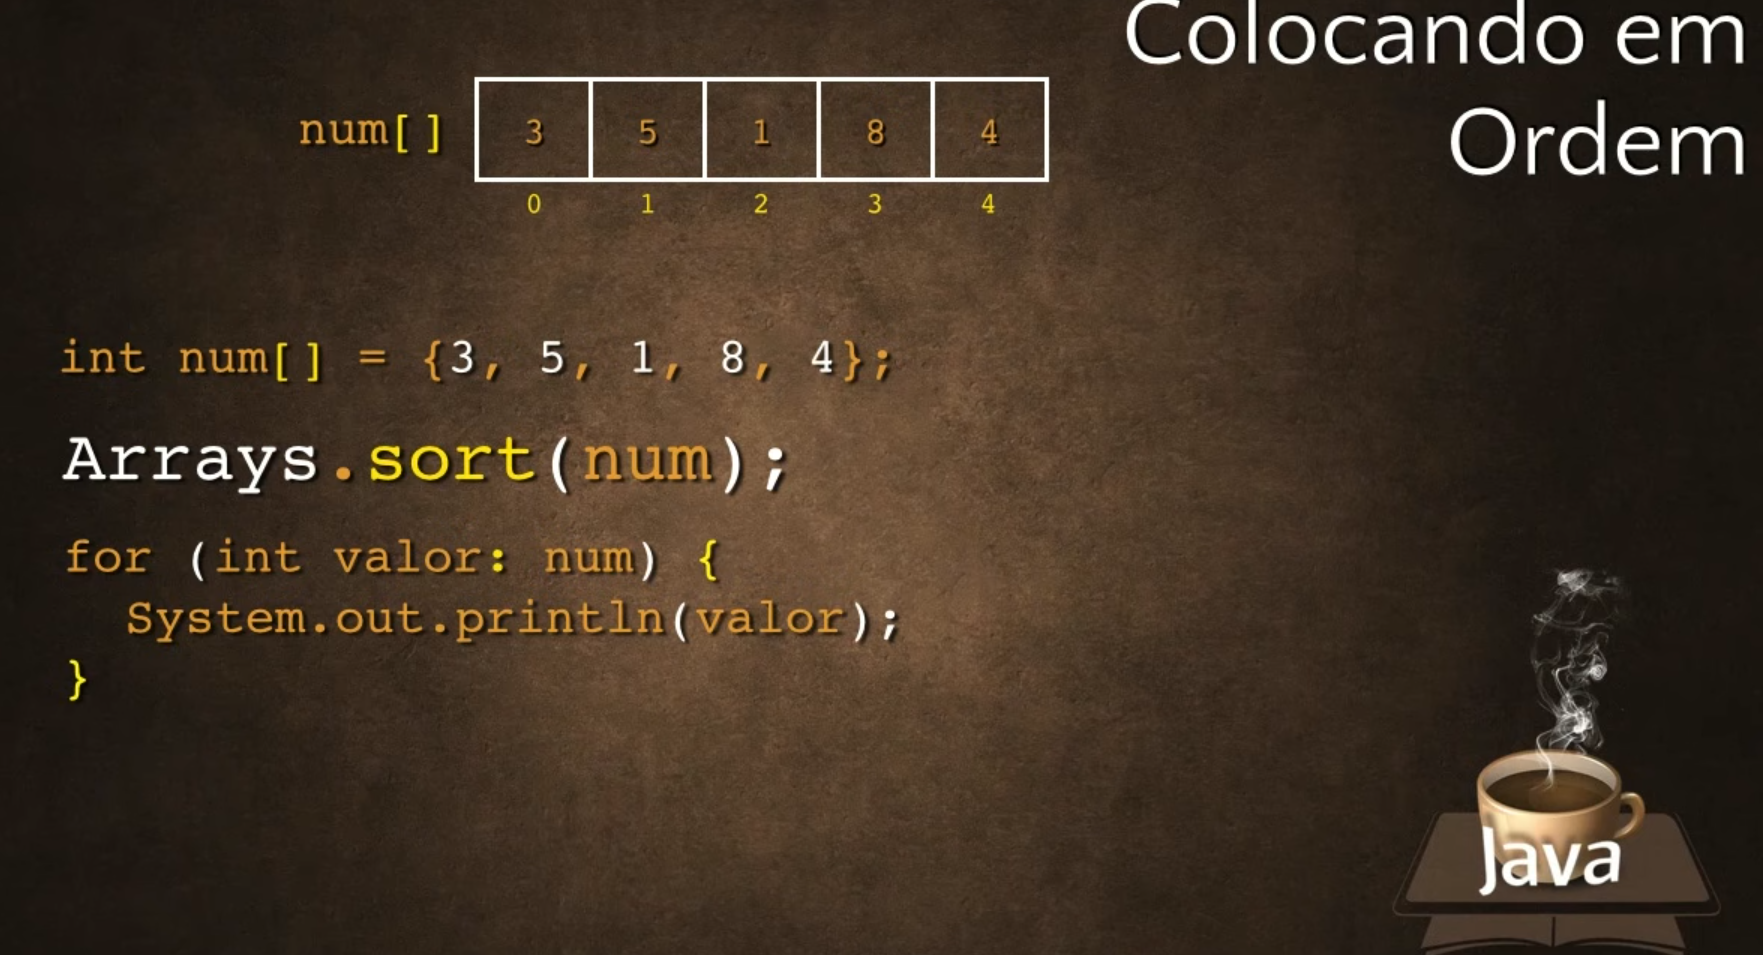 Colocando em
Ordem
num[ ] 3 5 1 8 4
0 1 2 3 4
int num[] = {3, 5, 1, 8, 4};
Arrays.sort(num);
for (int valor: num) {
System.out.println(valor);
}
Java